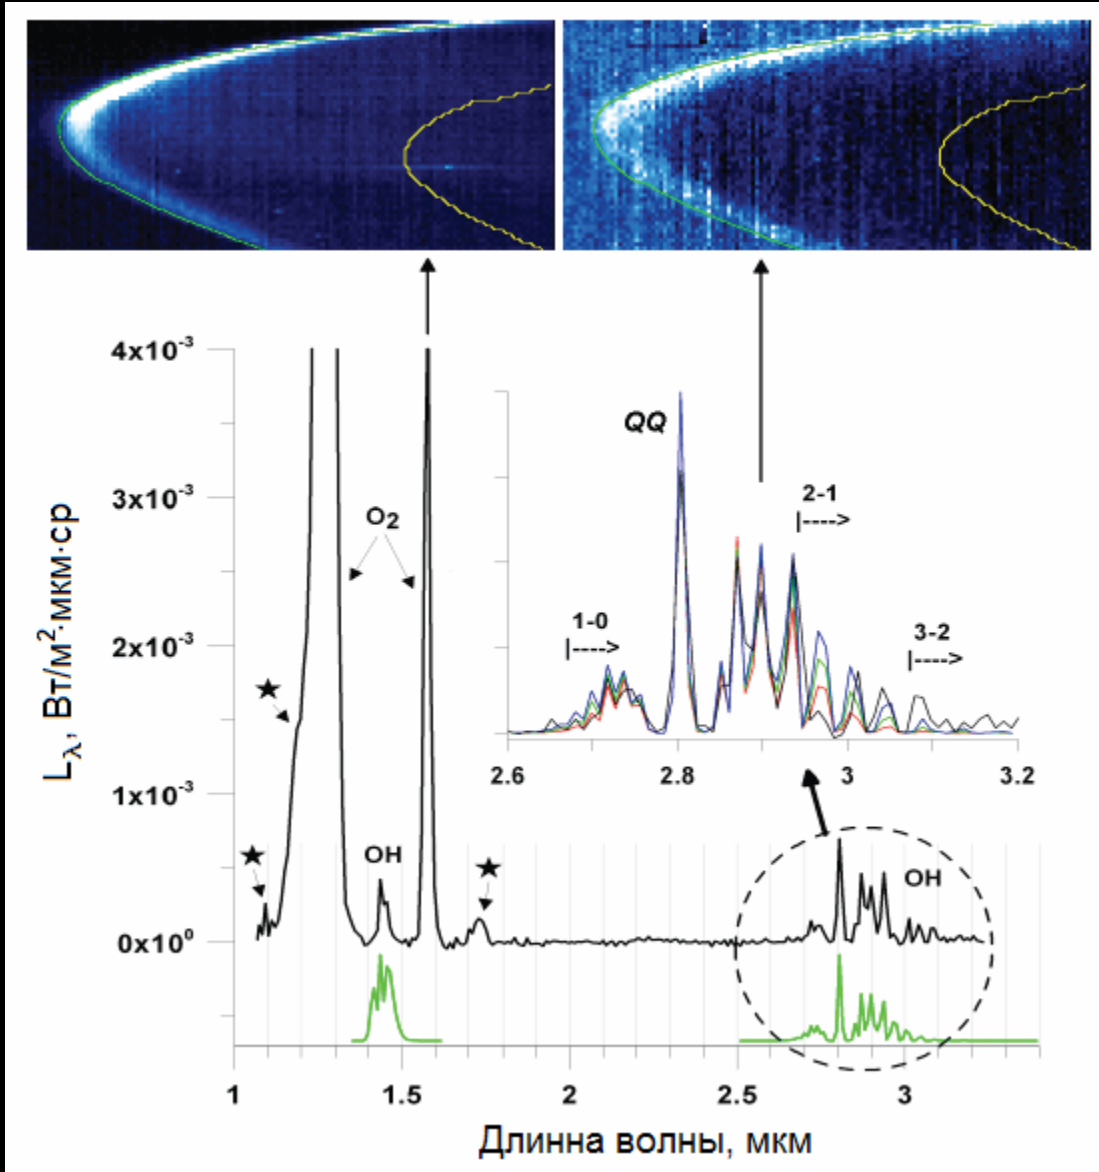 4x10-3
3x10-3
2x10-3
1x10-3
0x100
Lλ, Вт/м2·мкм·ср
O2
★
★
OH
★
OH
QQ
1-0
|---->
2-1
|---->
3-2
|---->
2.6
2.8
3
3.2
1
1.5
2
2.5
3
Длинна волны, мкм